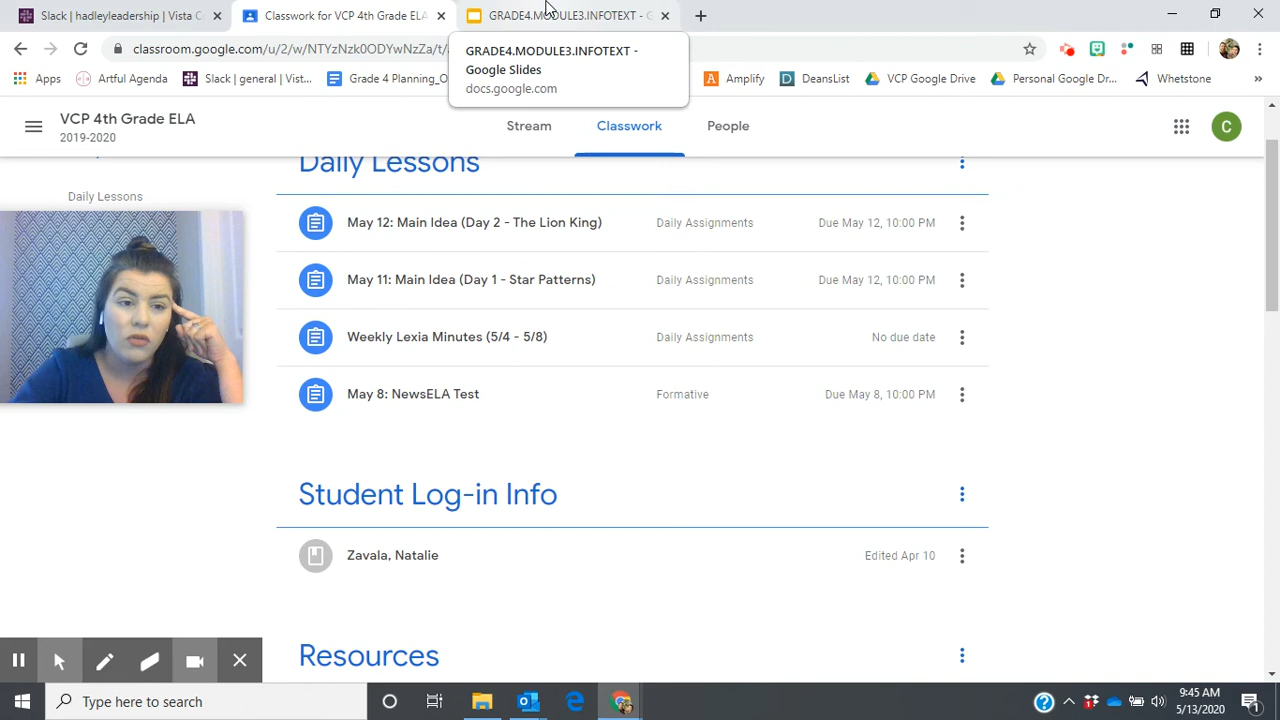 Slack | hadleyleadership | Vista C
Classwork for VCP 4th Grade ELA
GRADE4.MODULE3.INFOTEXT - G
classroom.google.com/u/2/w/NTYzNzk0ODYwNzZa/t/a
GRADE4.MODULE3.INFOTEXT -
Google Slides
docs.google.com
Apps
Artful Agenda
Slack | general | Vist...
Grade 4 Planning_O
Amplify
DeansList
VCP Google Drive
Personal Google Dr...
Whetstone
»
VCP 4th Grade ELA
2019-2020
Stream
Classwork
People
C
Daily Lessons
Daily Lessons
May 12: Main Idea (Day 2 - The Lion King)
Daily Assignments
Due May 12, 10:00 PM
May 11: Main Idea (Day 1 - Star Patterns)
Daily Assignments
Due May 12, 10:00 PM
Weekly Lexia Minutes (5/4 - 5/8)
Daily Assignments
No due date
May 8: NewsELA Test
Formative
Due May 8, 10:00 PM
Student Log-in Info
Zavala, Natalie
Edited Apr 10
Resources
Type here to search
9:45 AM
5/13/2020
1